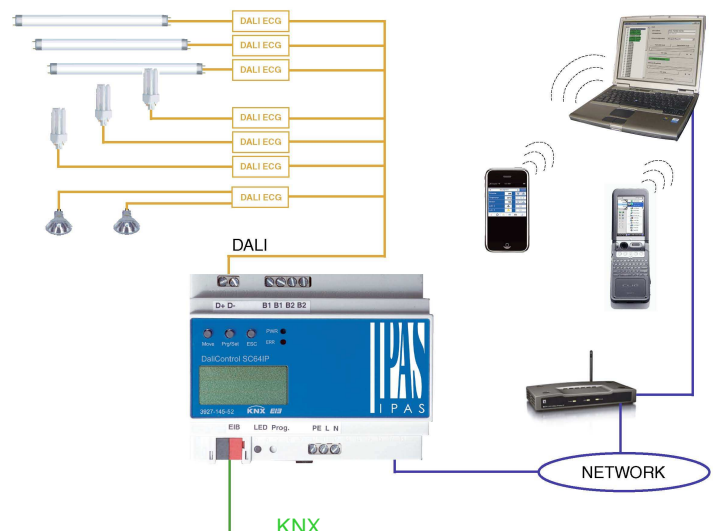 DALI ECG
DALI ECG
DALI ECG
DALI ECG
DALI ECG
DALI ECG
DALI ECG
DALI
D+ D- B1 B1 B2 B2
Move Prg/Set ESC
PWR
ERR
DaliControl SC64IP
IPAS
IPAS
3927-145-52 KNX EIB
EIB LED Prog. PE L N
NETWORK
KNX